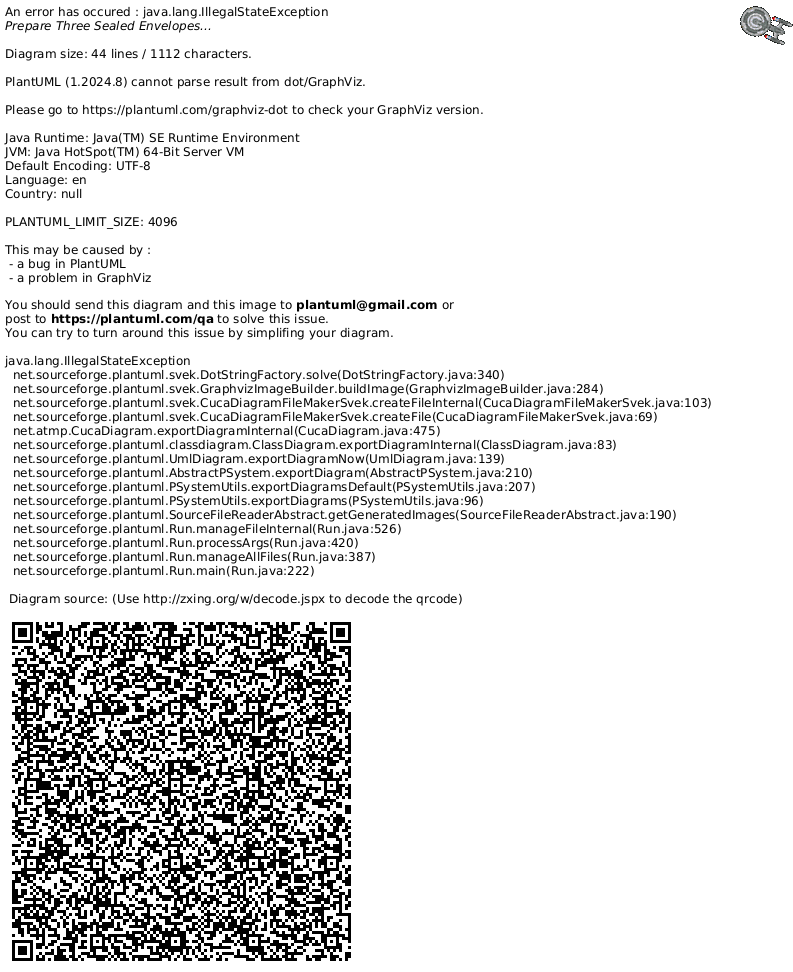 An error has occured : java.lang.IllegalStateException
Prepare Three Sealed Envelopes...
Diagram size: 44 lines / 1112 characters.
PlantUML (1.2024.8) cannot parse result from dot/GraphViz.
Please go to https://plantuml.com/graphviz-dot to check your GraphViz version.
Java Runtime: Java(TM) SE Runtime Environment
JVM: Java HotSpot(TM) 64-Bit Server VM
Default Encoding: UTF-8
Language: en
Country: null
PLANTUML_LIMIT_SIZE: 4096
This may be caused by :
- a bug in PlantUML
- a problem in GraphViz
You should send this diagram and this image to plantuml@gmail.com or
post to https://plantuml.com/qa to solve this issue.
You can try to turn around this issue by simplifing your diagram.
java.lang.IllegalStateException
net.sourceforge.plantuml.svek.DotStringFactory.solve(DotStringFactory.java:340)
net.sourceforge.plantuml.svek.GraphvizImageBuilder.buildImage(GraphvizImageBuilder.java:284)
net.sourceforge.plantuml.svek.CucaDiagramFileMakerSvek.createFileInternal(CucaDiagramFileMakerSvek.java:103)
net.sourceforge.plantuml.svek.CucaDiagramFileMakerSvek.createFile(CucaDiagramFileMakerSvek.java:69)
net.atmp.CucaDiagram.exportDiagramInternal(CucaDiagram.java:475)
net.sourceforge.plantuml.classdiagram.ClassDiagram.exportDiagramInternal(ClassDiagram.java:83)
net.sourceforge.plantuml.UmlDiagram.exportDiagramNow(UmlDiagram.java:139)
net.sourceforge.plantuml.AbstractPSystem.exportDiagram(AbstractPSystem.java:210)
net.sourceforge.plantuml.PSystemUtils.exportDiagramsDefault(PSystemUtils.java:207)
net.sourceforge.plantuml.PSystemUtils.exportDiagrams(PSystemUtils.java:96)
net.sourceforge.plantuml.SourceFileReaderAbstract.getGeneratedImages(SourceFileReaderAbstract.java:190)
net.sourceforge.plantuml.Run.manageFileInternal(Run.java:526)
net.sourceforge.plantuml.Run.processArgs(Run.java:420)
net.sourceforge.plantuml.Run.manageAllFiles(Run.java:387)
net.sourceforge.plantuml.Run.main(Run.java:222)
Diagram source: (Use http://zxing.org/w/decode.jspx to decode the qrcode)